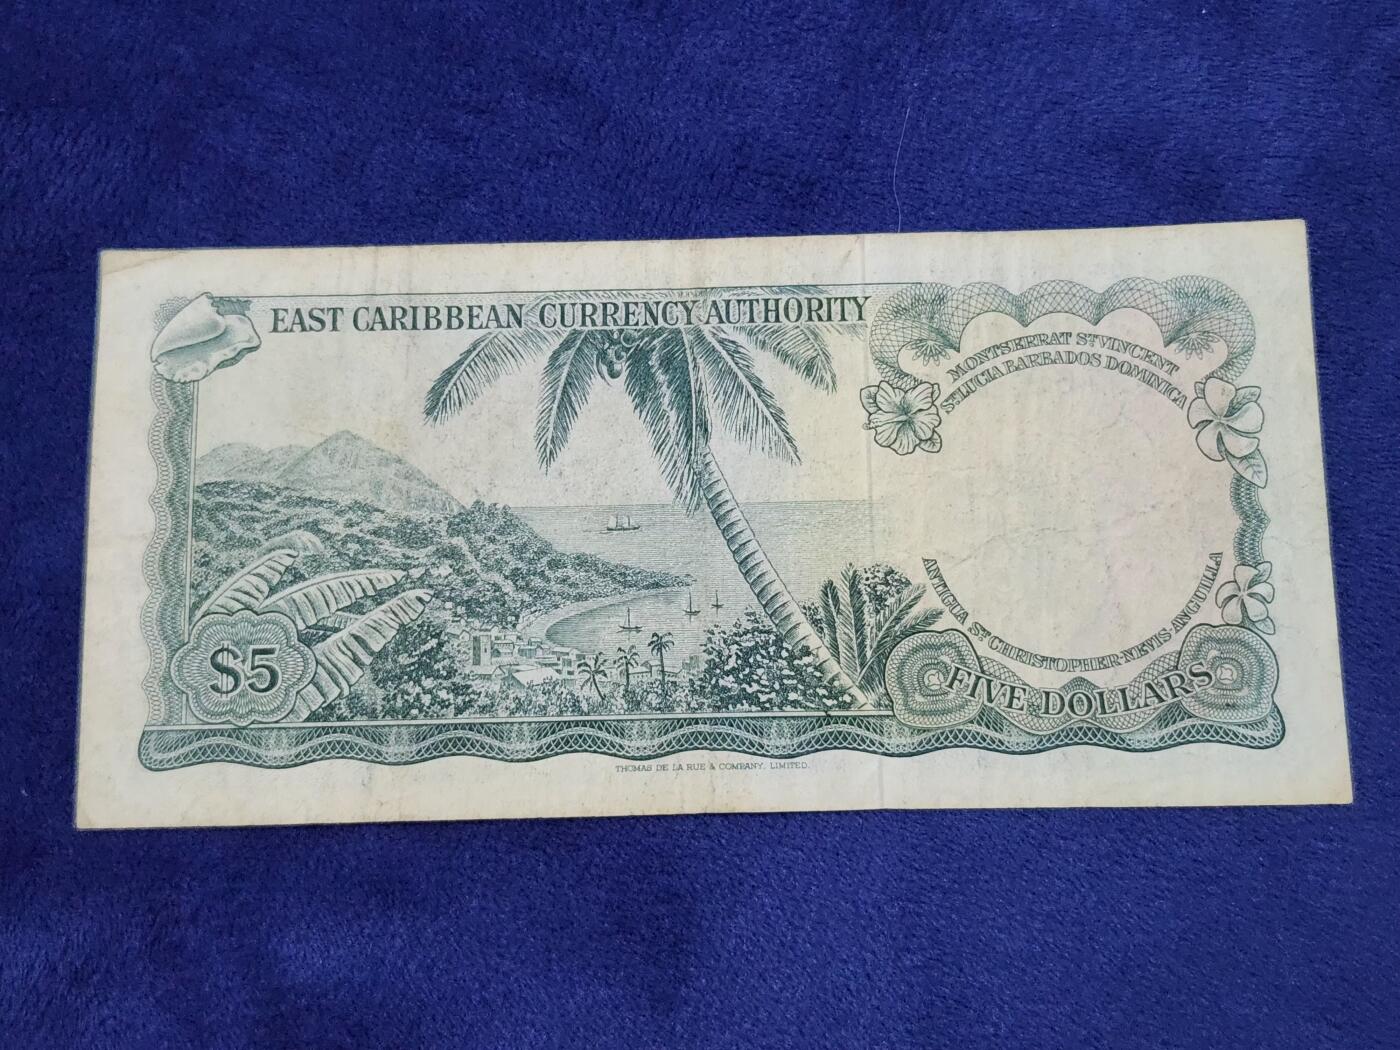 EAST CARIBBEAN CURRENCY AUTHORITY
MONTSERRAT ST VINCENT
ST LUCIA BARBADOS DOMINICA
ANTIGUA ST CHRISTOPHER-NEVIS-ANGUILLA
$5
FIVE DOLLARS
THOMAS DE LA RUE & COMPANY, LIMITED.